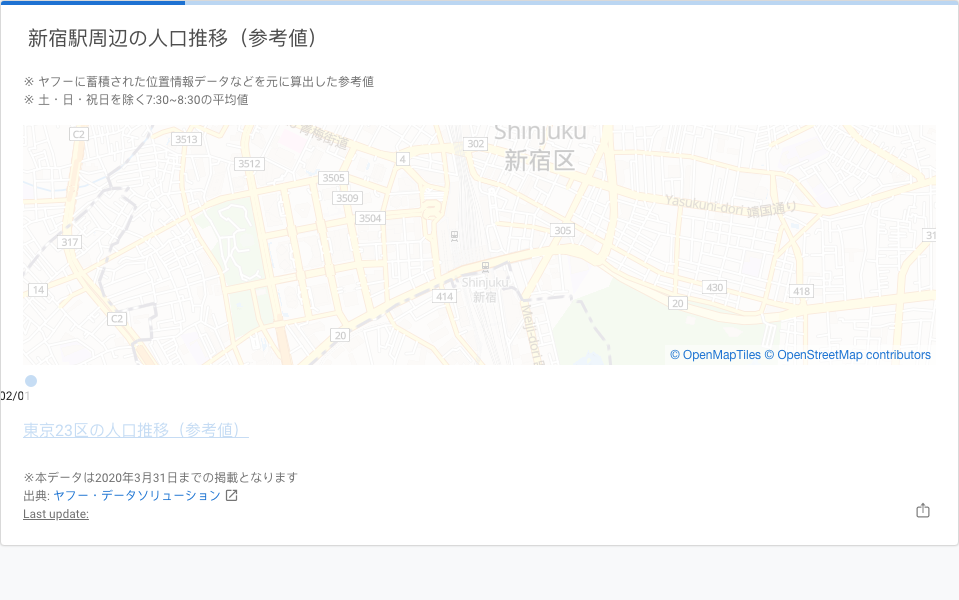 新宿駅周辺の人口推移（参考値）
※ ヤフーに蓄積された位置情報データなどを元に算出した参考値
※ 土・日・祝日を除く7:30~8:30の平均値
C2
3513
青梅街道
302
Shinjuku
新宿区
4
3512
3505
3509
3504
Yasukuni-dori 靖国通り
317
305
31
14
Shinjuku
新宿
414
430
418
20
C2
20
Meiji-dori
© OpenMapTiles © OpenStreetMap contributors
02/01
東京23区の人口推移（参考値）
※本データは2020年3月31日までの掲載となります
出典: ヤフー・データソリューション
Last update: